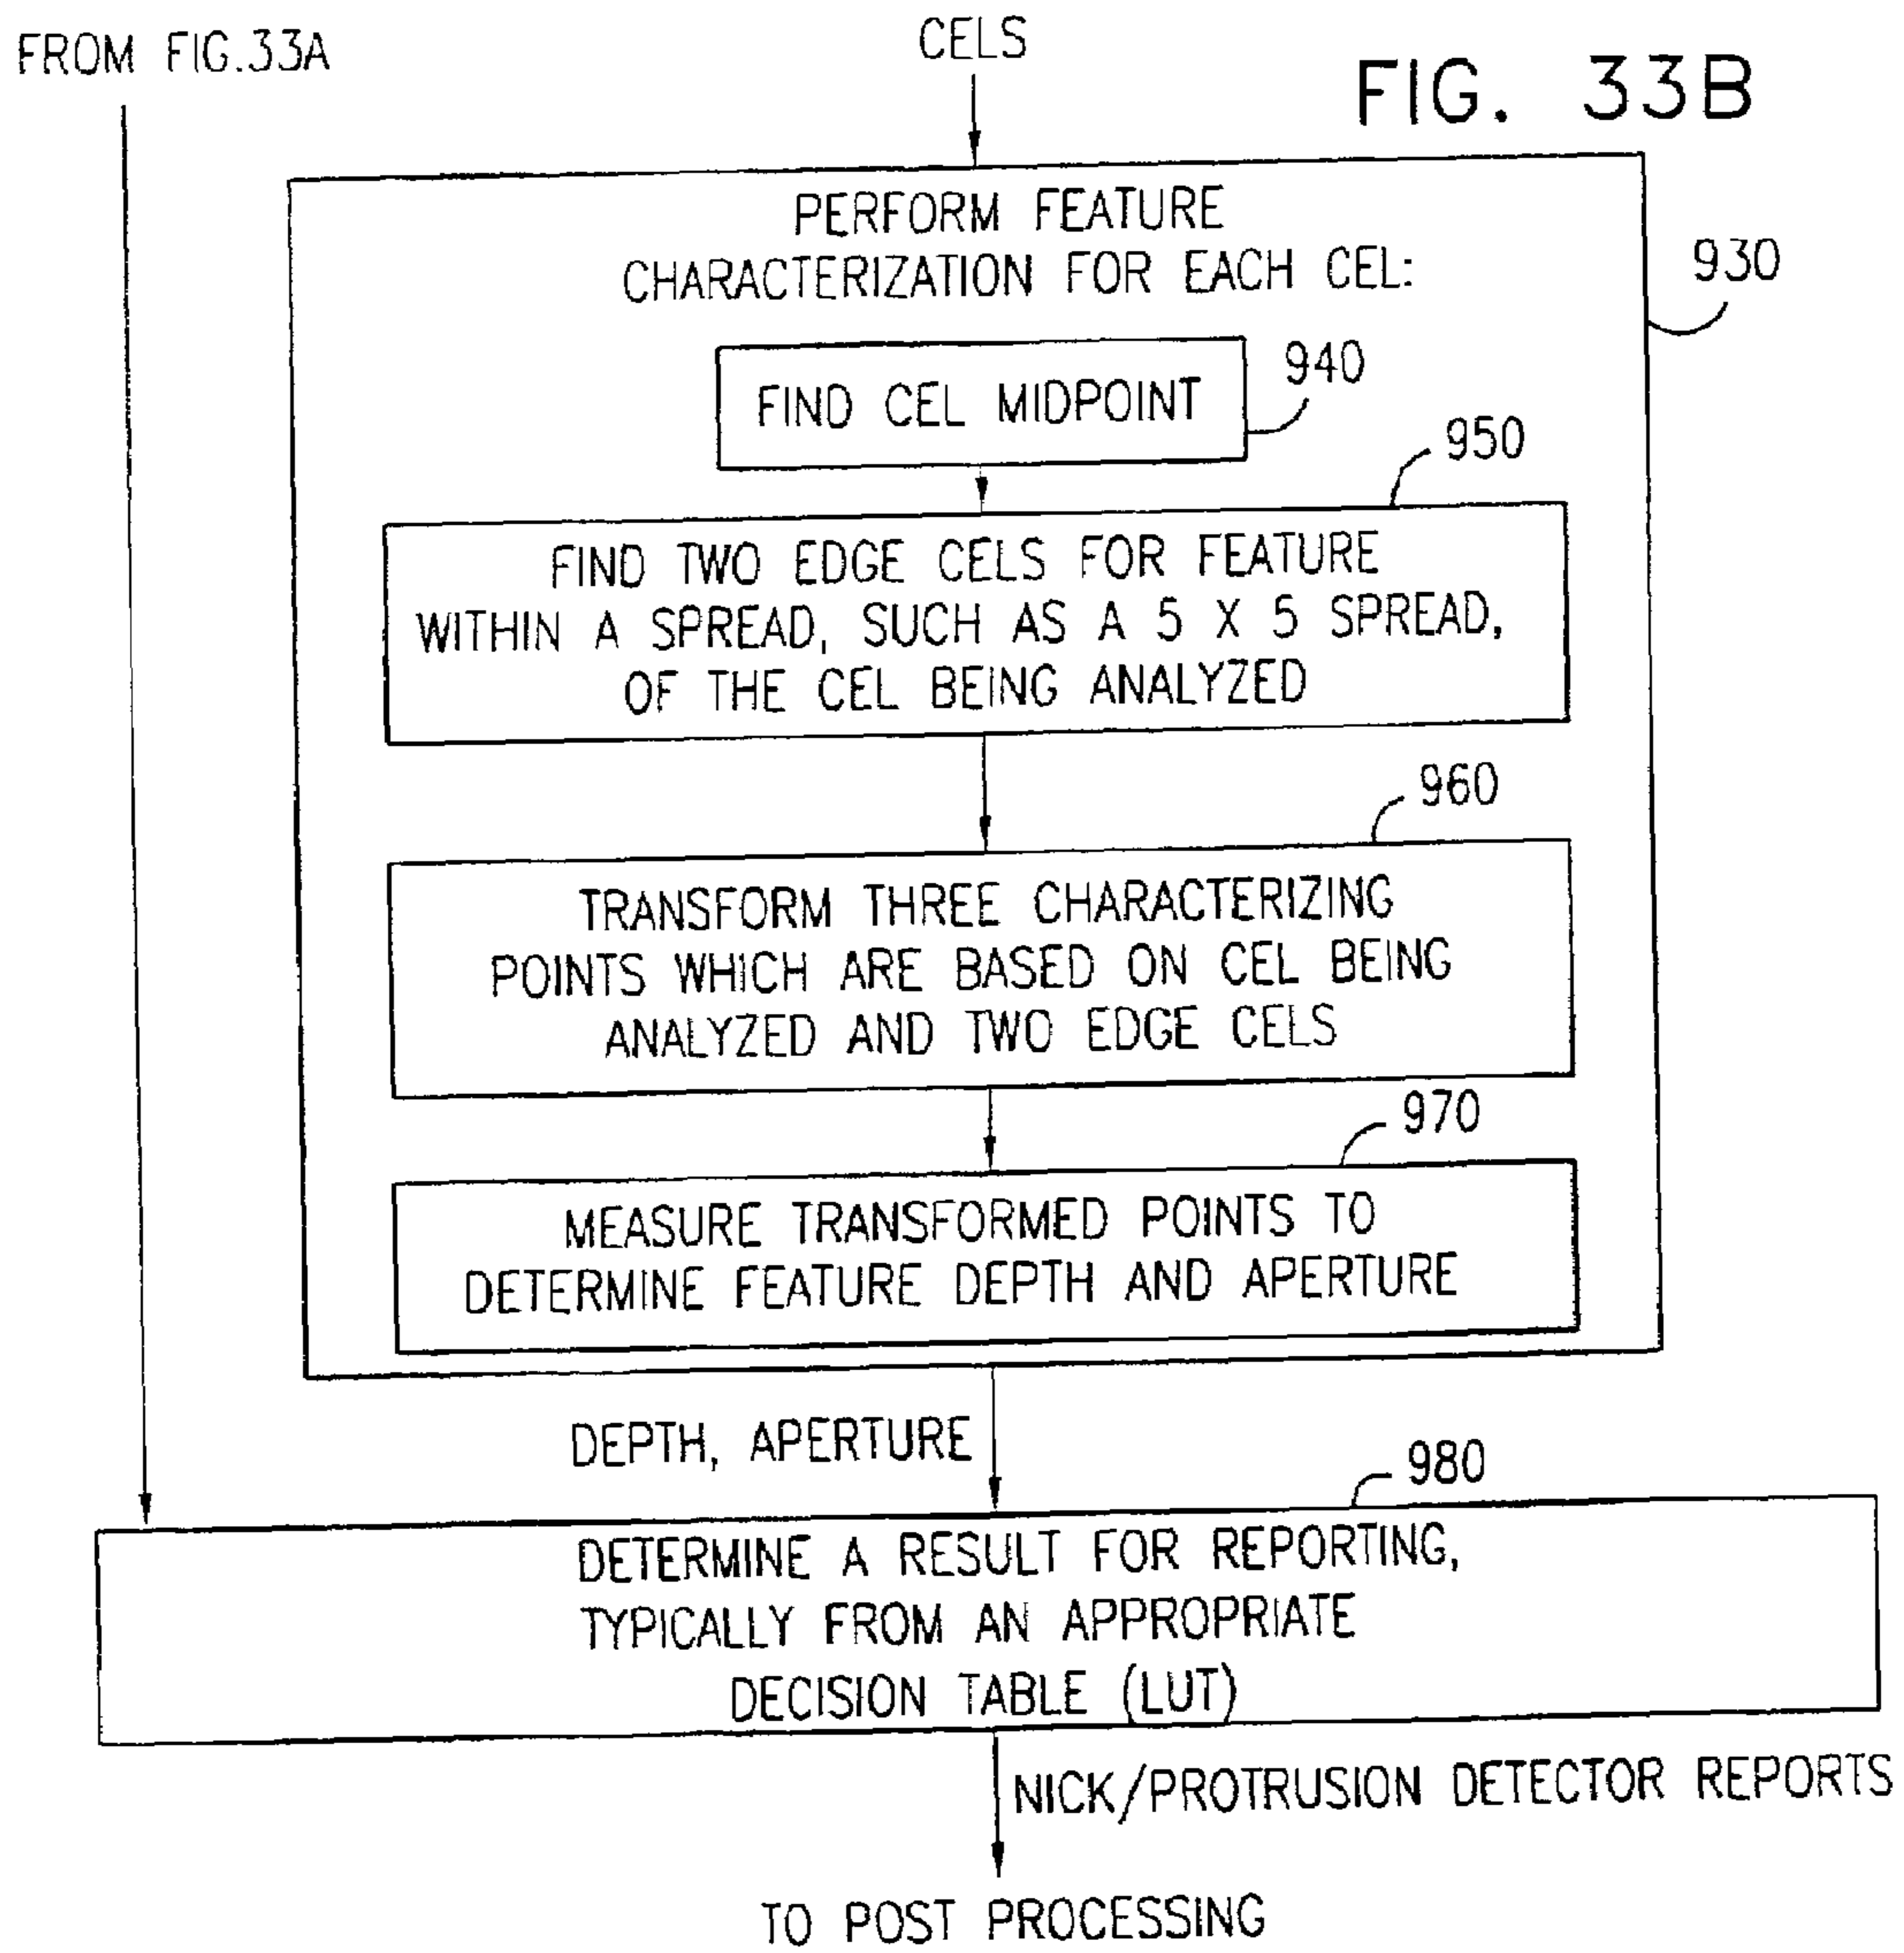 FROM FIG.33A
CELS
FIG. 33B
PERFORM FEATURE
CHARACTERIZATION FOR EACH CEL:
930
FIND CEL MIDPOINT
940
950
FIND TWO EDGE CELS FOR FEATURE
WITHIN A SPREAD, SUCH AS A 5 X 5 SPREAD,
OF THE CEL BEING ANALYZED
960
TRANSFORM THREE CHARACTERIZING
POINTS WHICH ARE BASED ON CEL BEING
ANALYZED AND TWO EDGE CELS
970
MEASURE TRANSFORMED POINTS TO
DETERMINE FEATURE DEPTH AND APERTURE
DEPTH, APERTURE
980
DETERMINE A RESULT FOR REPORTING,
TYPICALLY FROM AN APPROPRIATE
DECISION TABLE (LUT)
NICK/PROTRUSION DETECTOR REPORTS
TO POST PROCESSING